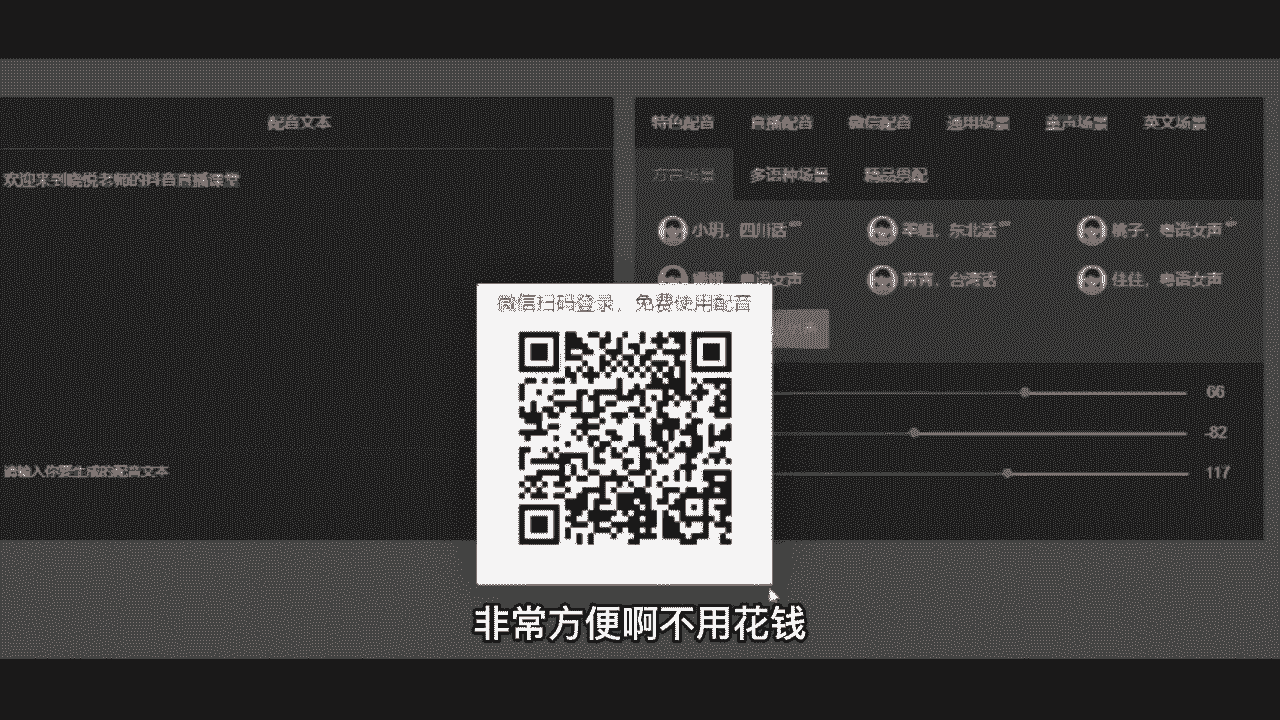 配音文本
欢迎来到晓悦老师的抖音直播课堂
请输入你要生成的配音文本
特色配音 直播配音 微信配音 通用场景 童声场景 英文场景
方言场景 多语种场景 精品男配
小玥，四川话 东北话 桃子，粤语女声
粤语女声 青青，台湾话 佳佳，粤语女声
66
-82
117
微信扫码登录，免费使用配音
非常方便啊不用花钱